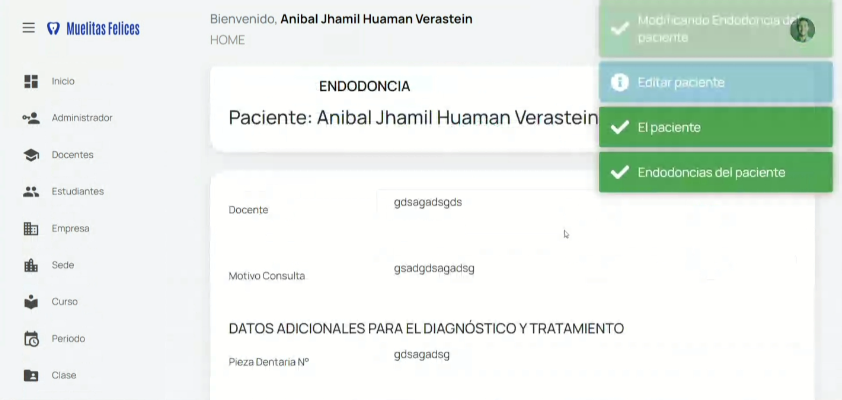 Muelitas Felices
Inicio
Administrador
Docentes
Estudiantes
Empresa
Sede
Curso
Periodo
Clase
Bienvenido, Anibal Jhamil Huaman Verastein
HOME
ENDODONCIA
Paciente: Anibal Jhamil Huaman Verastein
Docente
gdsagadsgds
Motivo Consulta
gsadgdsagadsg
DATOS ADICIONALES PARA EL DIAGNÓSTICO Y TRATAMIENTO
Pieza Dentaria N°
gdsagadsg
Modificando Endodoncia del
paciente
Editar paciente
El paciente
Endodoncias del paciente